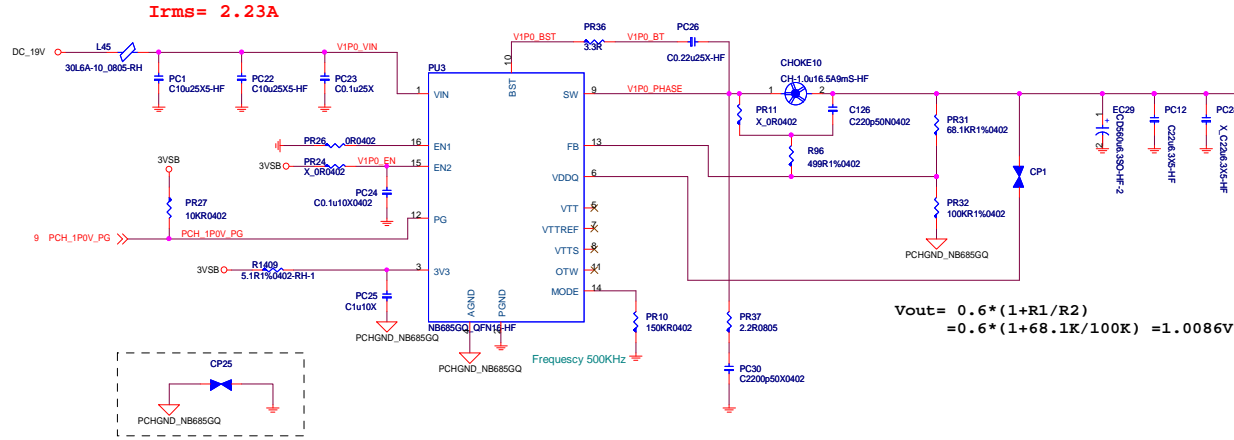 Irms= 2.23A
DC_19V
L45
30L6A-10_0805-RH
V1P0_VIN
PC1
C10u25X5-HF
PC22
C10u25X5-HF
PC23
C0.1u25X
V1P0_BST
PR36
3.3R
V1P0_BT
PC26
C0.22u25X-HF
PU3
10
BST
1
VIN
SW
9
V1P0_PHASE
CHOKE10
CH-1.0u16.5A9mS-HF
1
2
PR11
X_0R0402
C126
C220p50N0402
R96
499R1%0402
PR31
68.1KR1%0402
PR32
100KR1%0402
PCHGND_NB685GQ
CP1
EC29
CD560u6.3SO-HF-2
1
+
2
PC12
C22u6.3X5-HF
X_C22u6.3X5-HF
PR26
0R0402
16
EN1
3VSB
PR24
X_0R0402
V1P0_EN
15
EN2
PC24
C0.1u10X0402
3VSB
PR27
10KR0402
9
PCH_1P0V_PG
PCH_1P0V_PG
12
PG
3VSB
R1409
5.1R1%0402-RH-1
3
3V3
PC25
C1u10X
PCHGND_NB685GQ
FB
13
VDDQ
6
VTT
5
VTTREF
7
VTTS
8
OTW
11
MODE
14
AGND
PGND
NB685GQ_QFN16-HF
PCHGND_NB685GQ
PR10
150KR0402
Frequescy 500KHz
PR37
2.2R0805
PC30
C2200p50X0402
Vout= 0.6*(1+R1/R2)
=0.6*(1+68.1K/100K) =1.0086V
CP25
PCHGND_NB685GQ